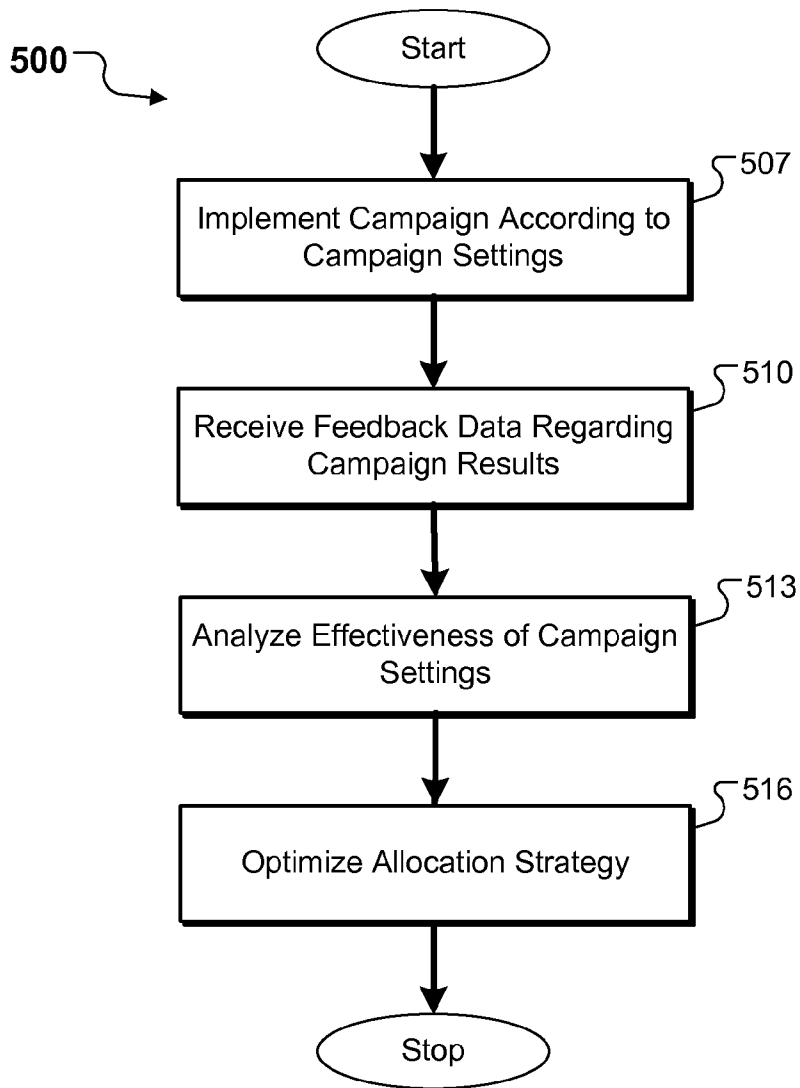 Start
500
507
Implement Campaign According to
Campaign Settings
510
Receive Feedback Data Regarding
Campaign Results
513
Analyze Effectiveness of Campaign
Settings
516
Optimize Allocation Strategy
Stop